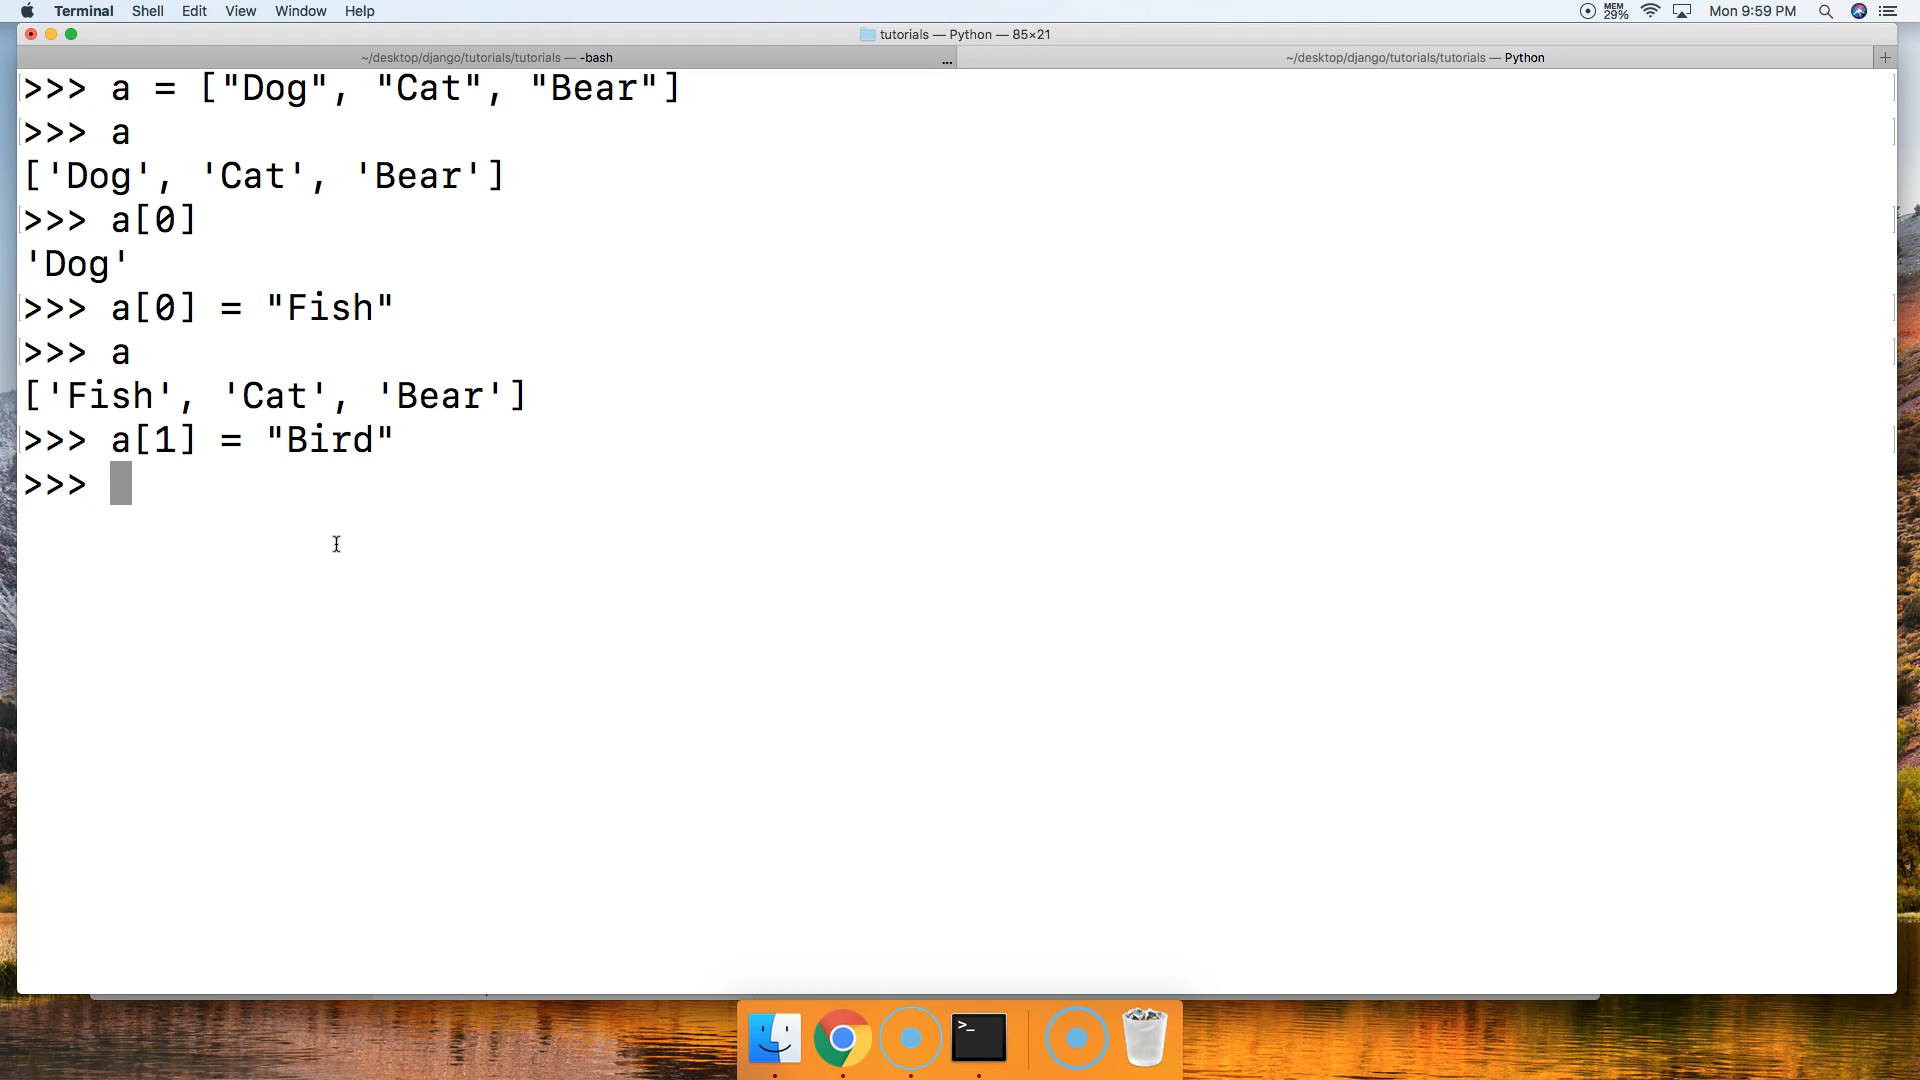 Terminal Shell Edit View Window Help MEM 29% Mon 9:59 PM
tutorials — Python — 85×21
~/desktop/django/tutorials/tutorials — -bash ... ~/desktop/django/tutorials/tutorials — Python +
>>> a = ["Dog", "Cat", "Bear"]
>>> a
['Dog', 'Cat', 'Bear']
>>> a[0]
'Dog'
>>> a[0] = "Fish"
>>> a
['Fish', 'Cat', 'Bear']
>>> a[1] = "Bird"
>>>
>_